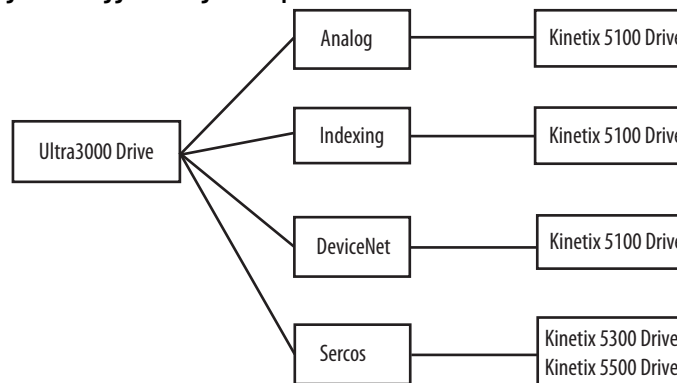 Analog
Kinetix 5100 Drive
Indexing
Kinetix 5100 Drive
Ultra3000 Drive
DeviceNet
Kinetix 5100 Drive
Sercos
Kinetix 5300 Drive
Kinetix 5500 Drive